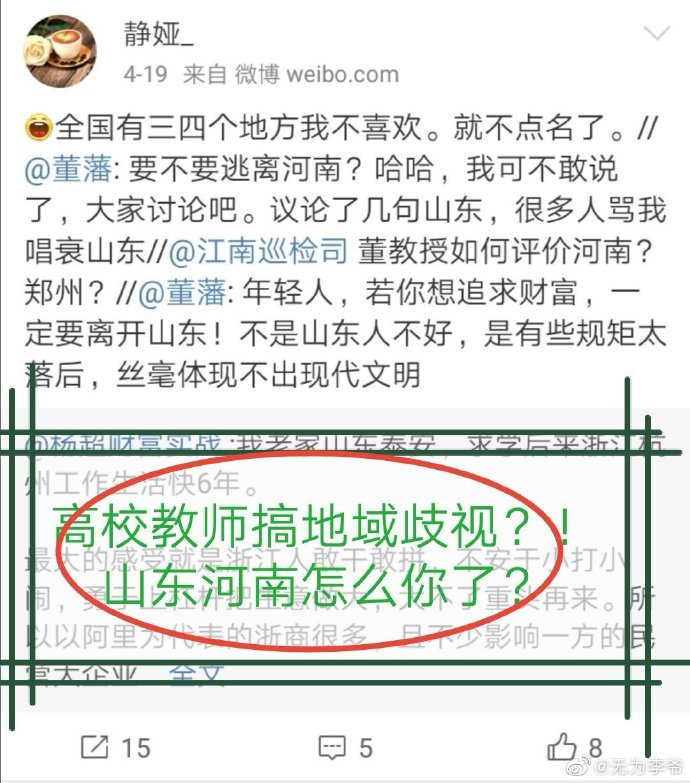 静娅_
4-19 来自 微博 weibo.com
全国有三四个地方我不喜欢。就不点名了。//
@董藩: 要不要逃离河南？哈哈，我可不敢说
了，大家讨论吧。议论了几句山东，很多人骂我
唱衰山东//@江南巡检司 董教授如何评价河南？
郑州？//@董藩: 年轻人，若你想追求财富，一
定要离开山东！不是山东人不好，是有些规矩太
落后，丝毫体现不出现代文明
@杨超财富实战 :我老家山东泰安，求学后来浙江杭
州工作生活快6年。
高校教师搞地域歧视？！
最大的感受就是浙江人敢干敢拼，不安于小打小
山东河南怎么你了?
闹，勇于 大不了重头再来。所
以以阿里为代表的浙商很多，且不少影响一方的民
营大企业 全文
15
5
8
@无为李爷